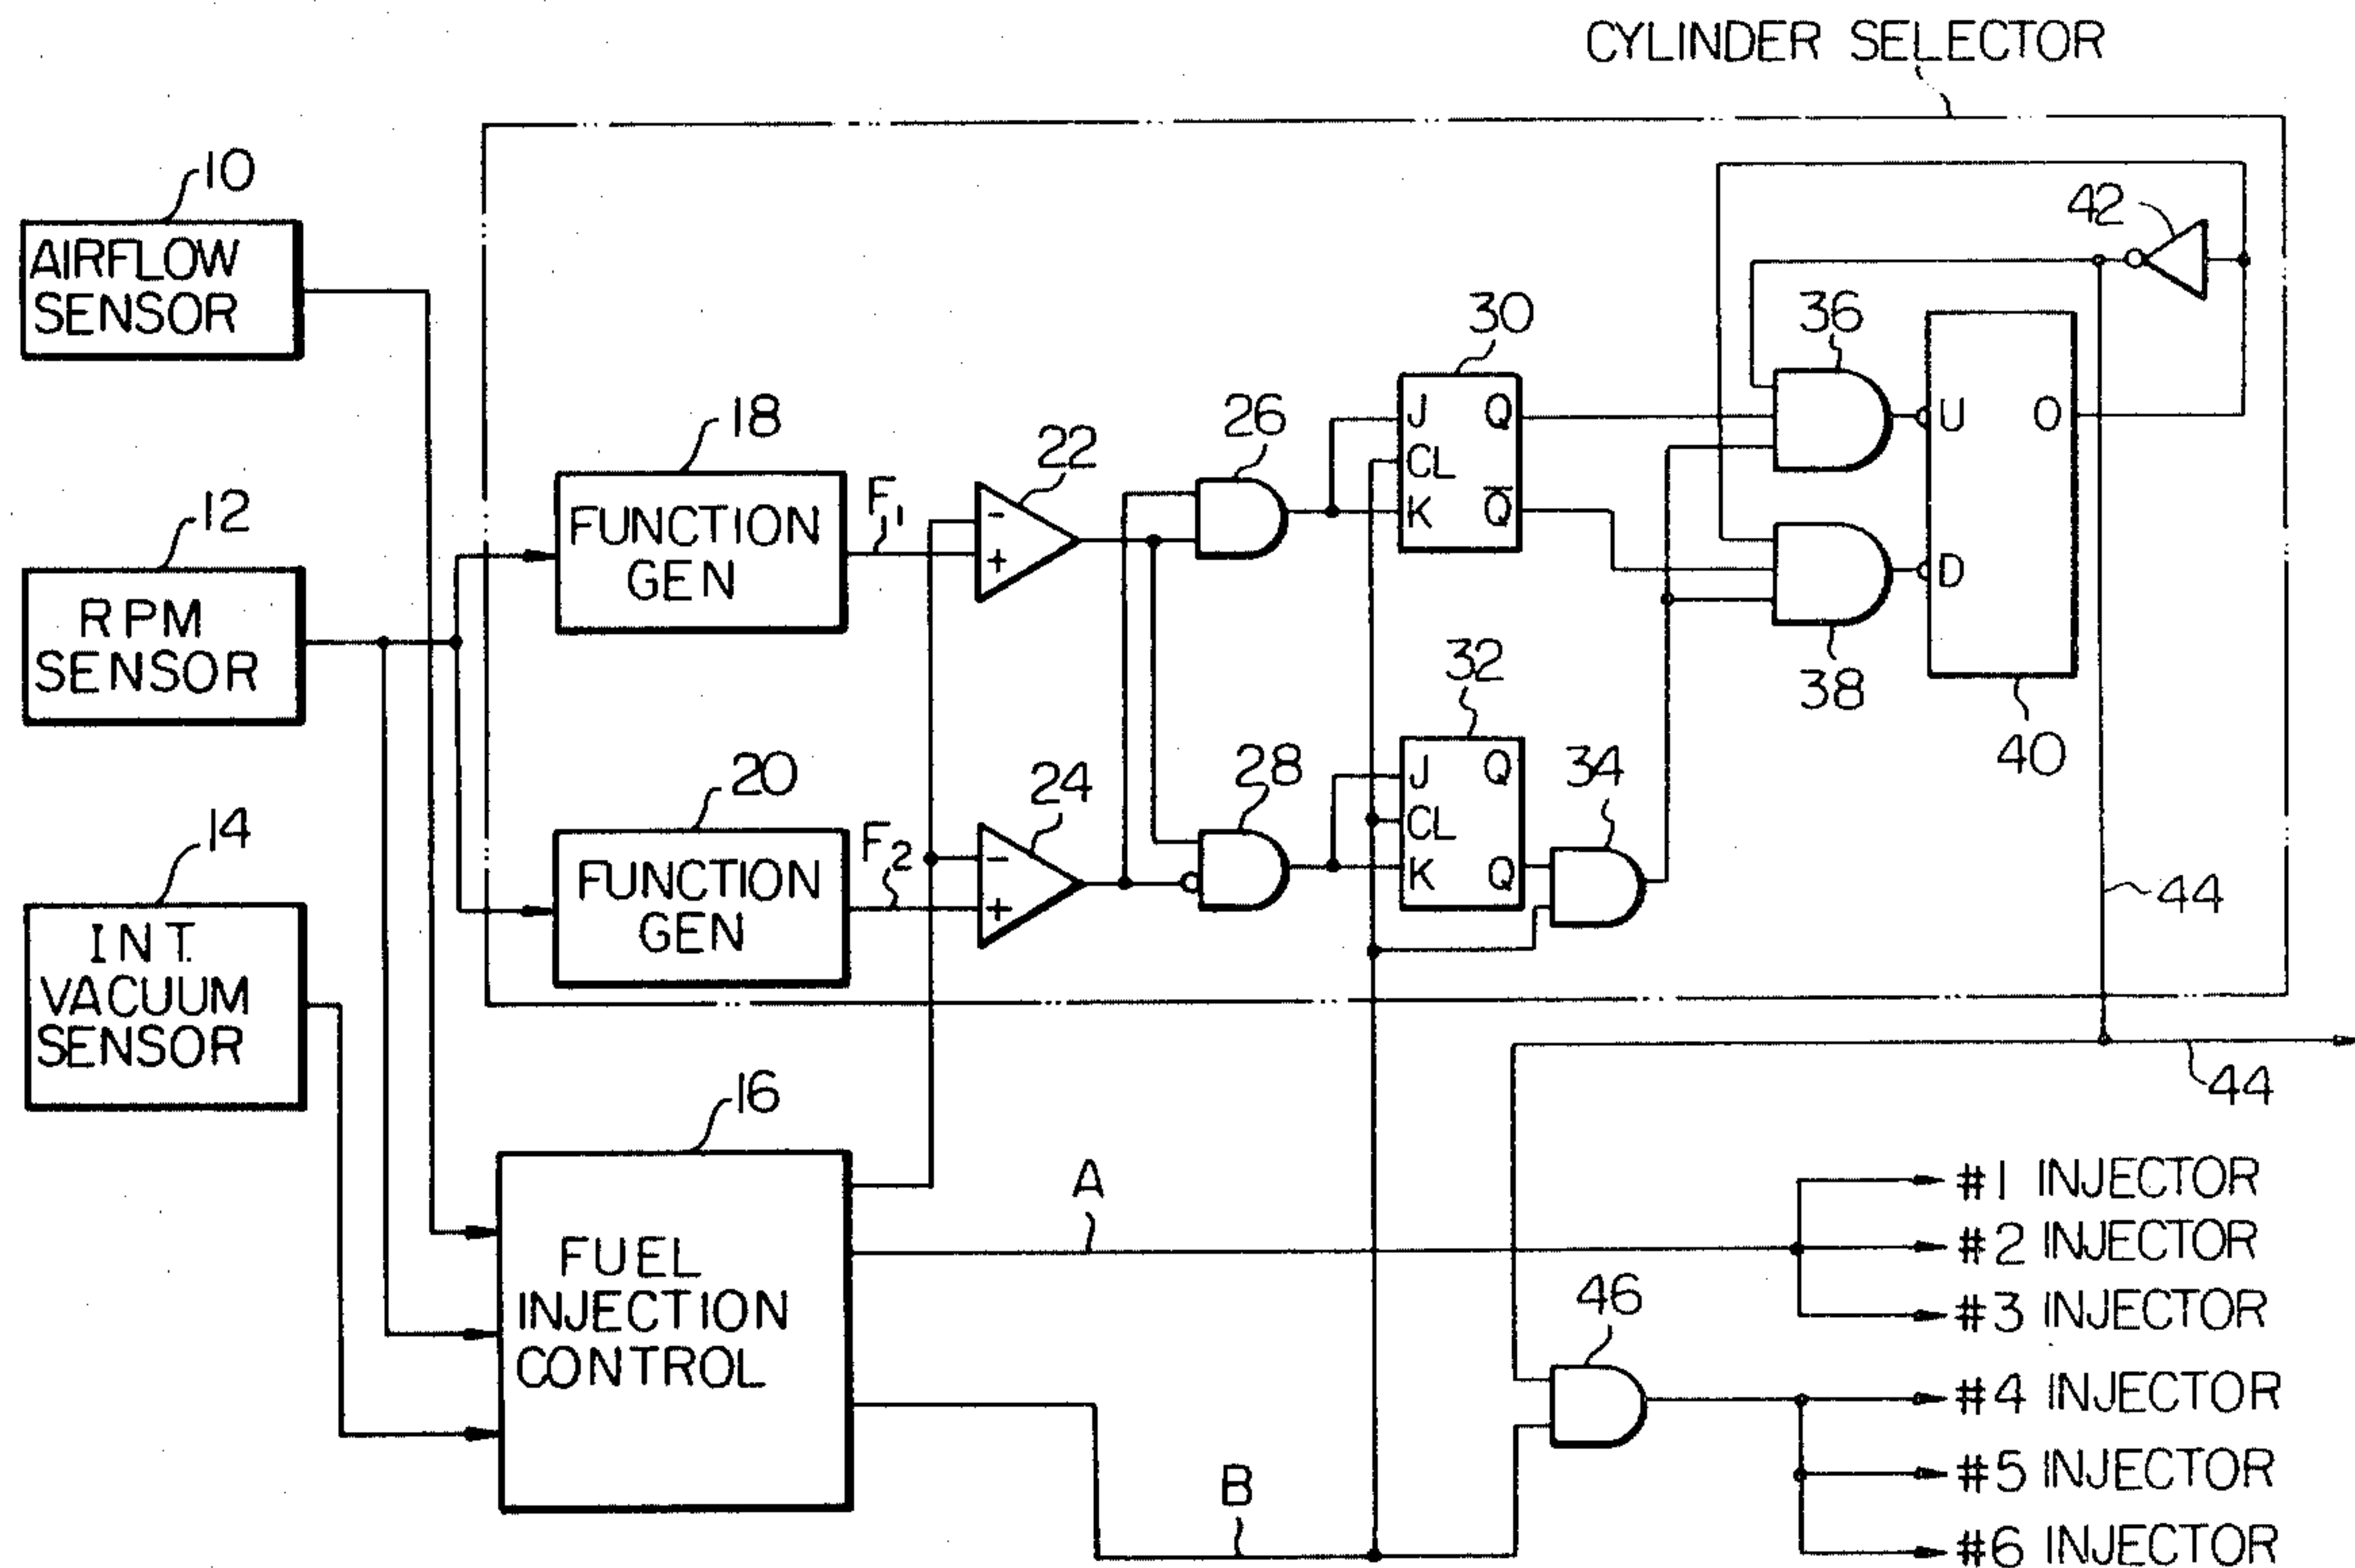 CYLINDER SELECTOR
10
AIRFLOW
SENSOR
12
RPM
SENSOR
14
INT.
VACUUM
SENSOR
16
FUEL
INJECTION
CONTROL
18
FUNCTION
GEN
F1
20
FUNCTION
GEN
F2
22
-
+
24
-
+
26
28
30
J Q
CL
K Q̅
32
J Q
CL
K Q
34
36
38
U O
D
40
42
44
44
A
B
46
#1 INJECTOR
#2 INJECTOR
#3 INJECTOR
#4 INJECTOR
#5 INJECTOR
#6 INJECTOR